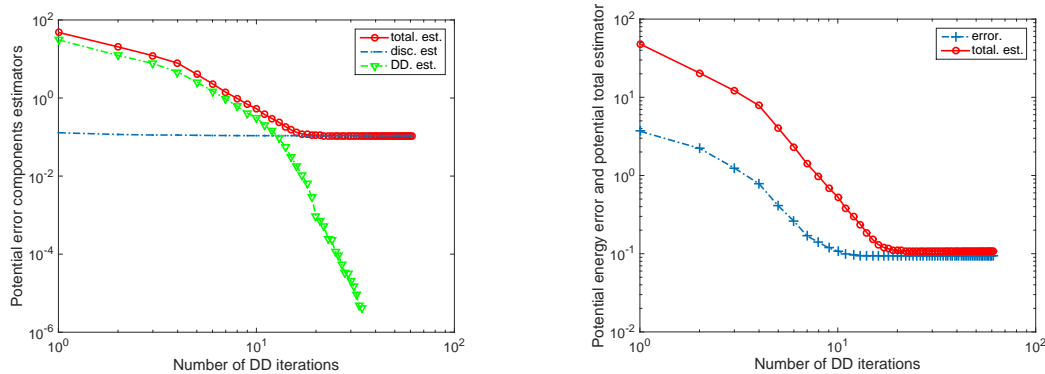 Potential error components estimators
10^2
10^0
10^-2
10^-4
10^-6
10^0
10^1
10^2
Number of DD iterations
total. est.
disc. est
DD. est.
Potential energy error and potential total estimator
10^2
10^1
10^0
10^-1
10^-2
10^0
10^1
10^2
Number of DD iterations
error.
total. est.